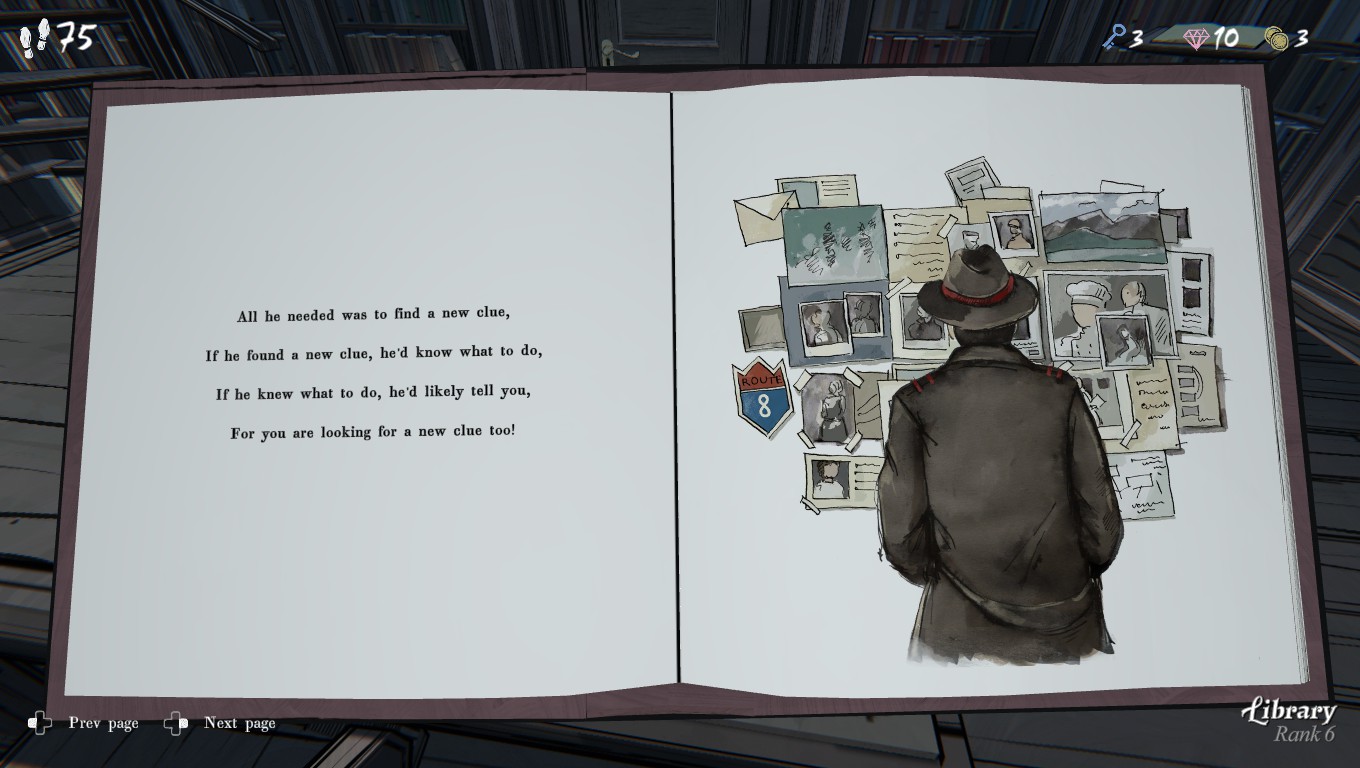 75
3
10
3
All he needed was to find a new clue,
If he found a new clue, he'd know what to do,
If he knew what to do, he'd likely tell you,
For you are looking for a new clue too!
ROUTE
8
Prev page
Next page
Library
Rank 6